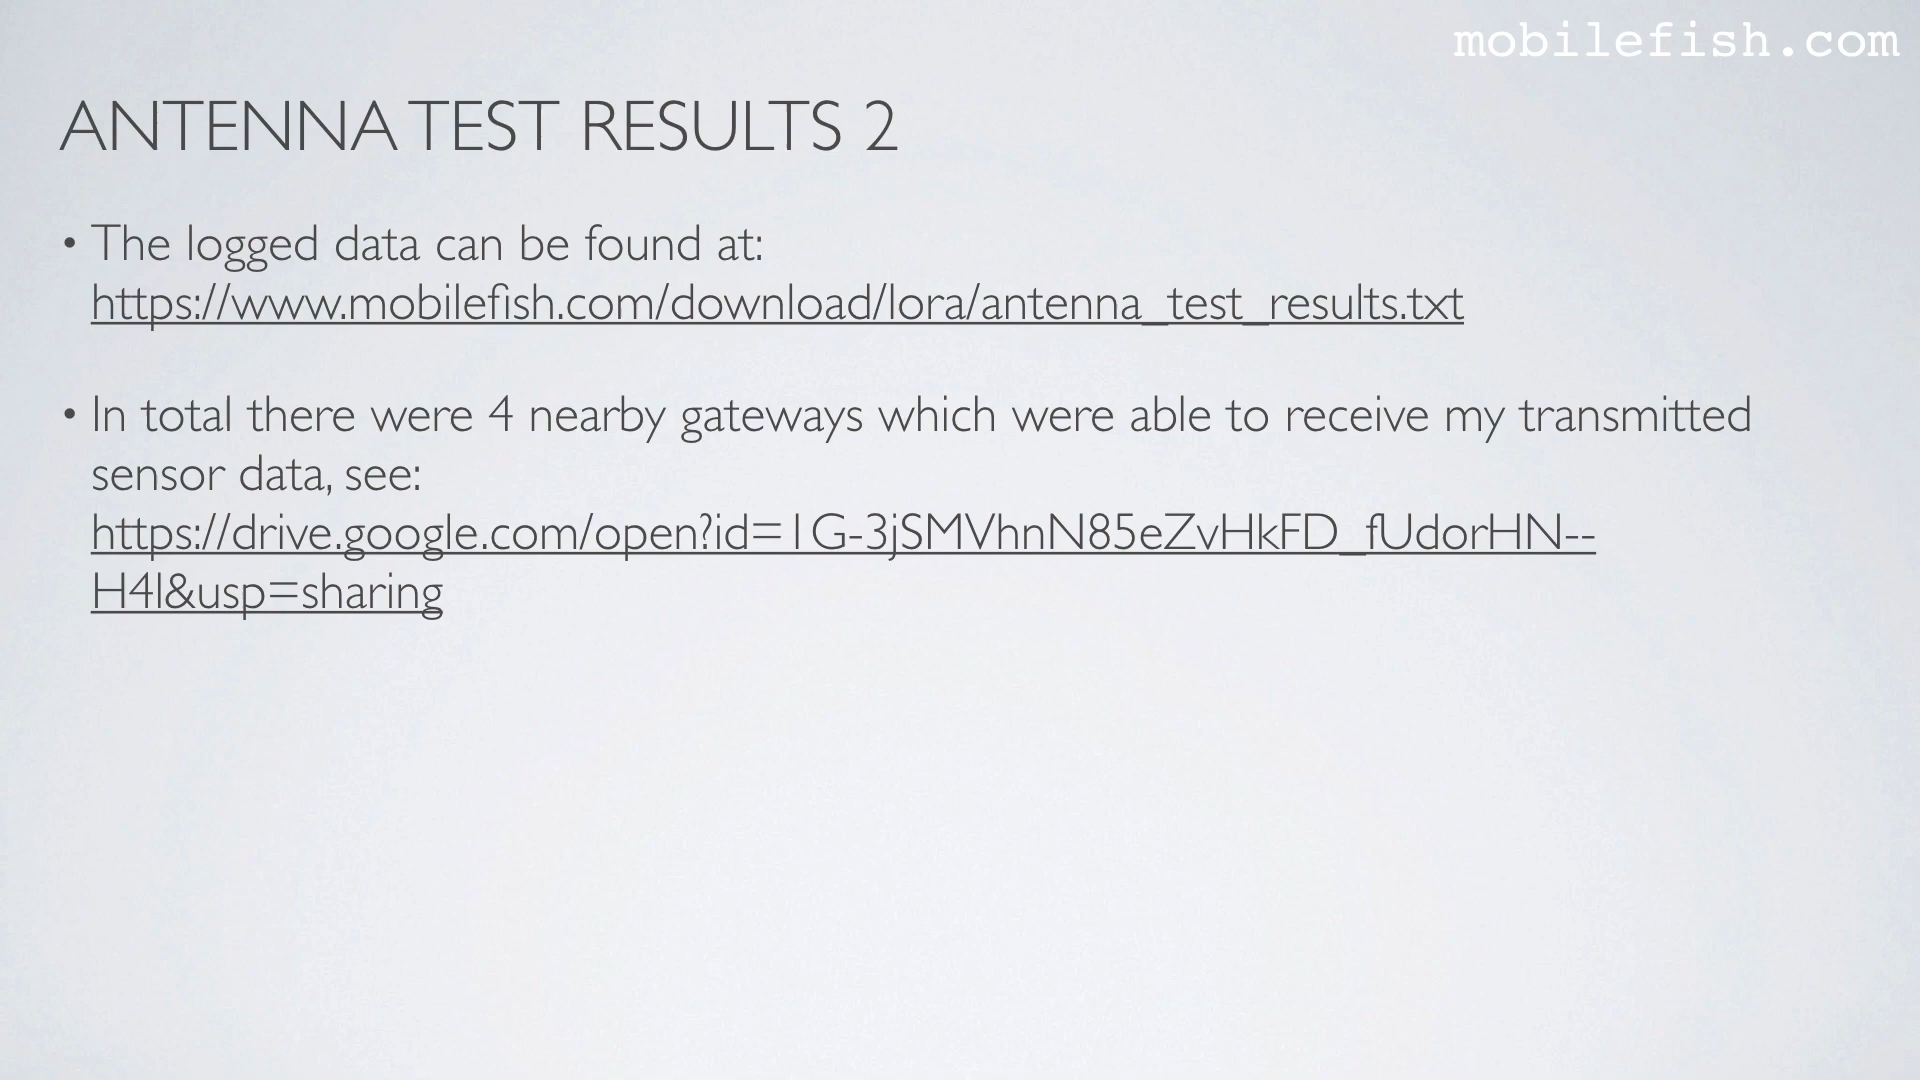 mobilefish.com
ANTENNA TEST RESULTS 2
• The logged data can be found at:
https://www.mobilefish.com/download/lora/antenna_test_results.txt
• In total there were 4 nearby gateways which were able to receive my transmitted
sensor data, see:
https://drive.google.com/open?id=1G-3jSMVhnN85eZvHkFD_fUdorHN--
H4l&usp=sharing